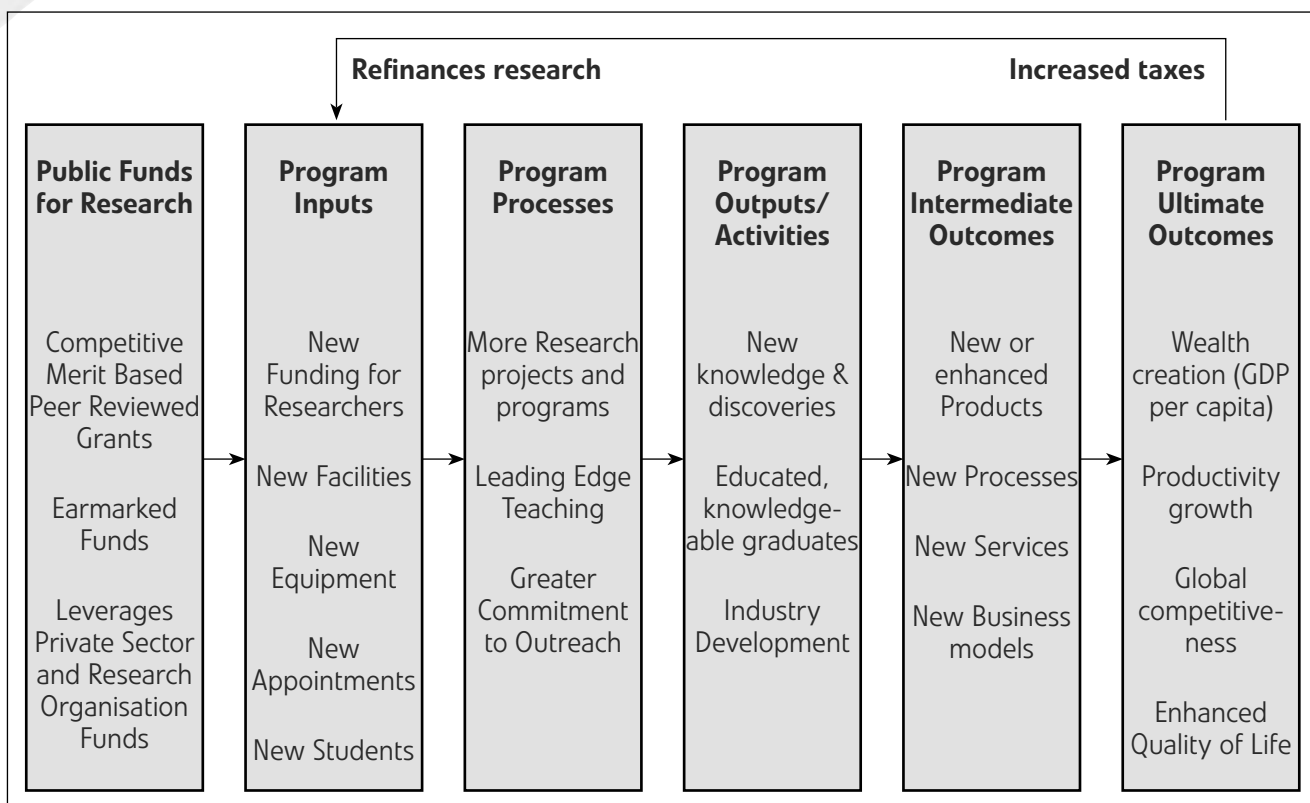 Refinances research
Increased taxes
Public Funds
for Research
Competitive
Merit Based
Peer Reviewed
Grants
Earmarked
Funds
Leverages
Private Sector
and Research
Organisation
Funds
Program
Inputs
New
Funding for
Researchers
New Facilities
New
Equipment
New
Appointments
New Students
Program
Processes
More Research
projects and
programs
Leading Edge
Teaching
Greater
Commitment
to Outreach
Program
Outputs/
Activities
New
knowledge &
discoveries
Educated,
knowledge-
able graduates
Industry
Development
Program
Intermediate
Outcomes
New or
enhanced
Products
New Processes
New Services
New Business
models
Program
Ultimate
Outcomes
Wealth
creation (GDP
per capita)
Productivity
growth
Global
competitive-
ness
Enhanced
Quality of Life